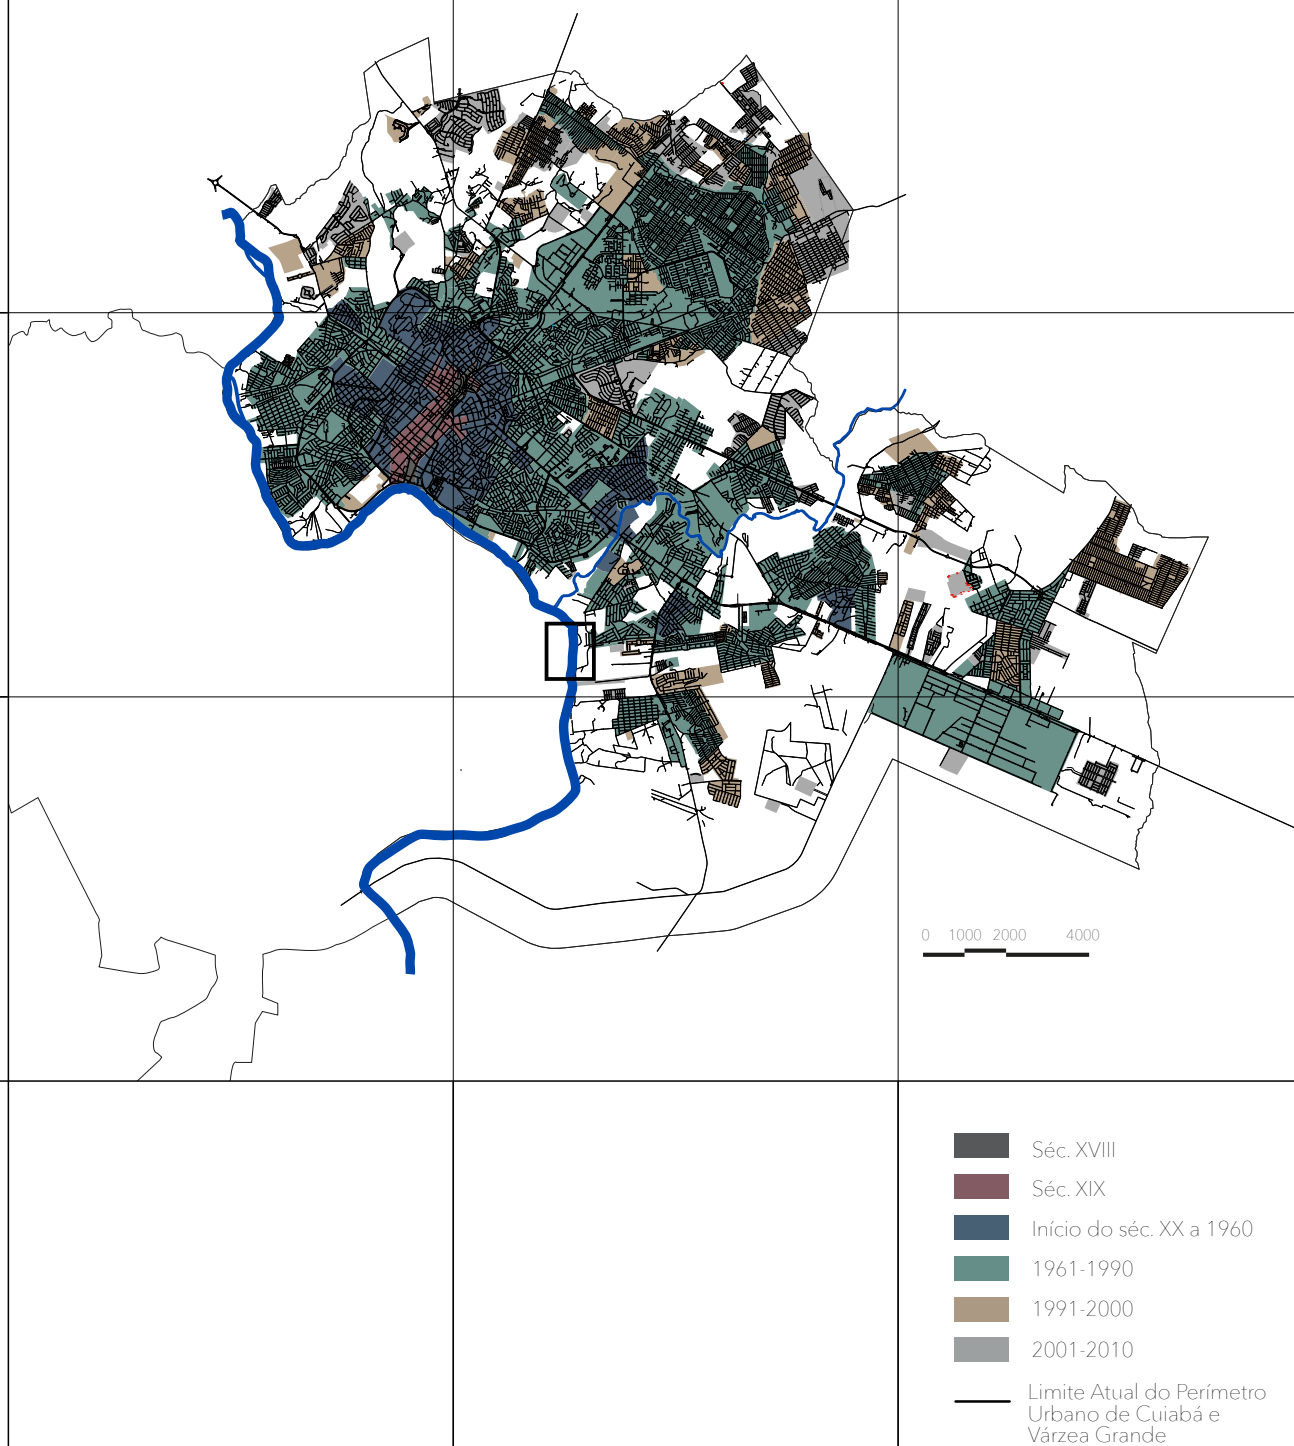 0 1000 2000 4000
Séc. XVIII
Séc. XIX
Início do séc. XX a 1960
1961-1990
1991-2000
2001-2010
Limite Atual do Perímetro
Urbano de Cuiabá e
Várzea Grande